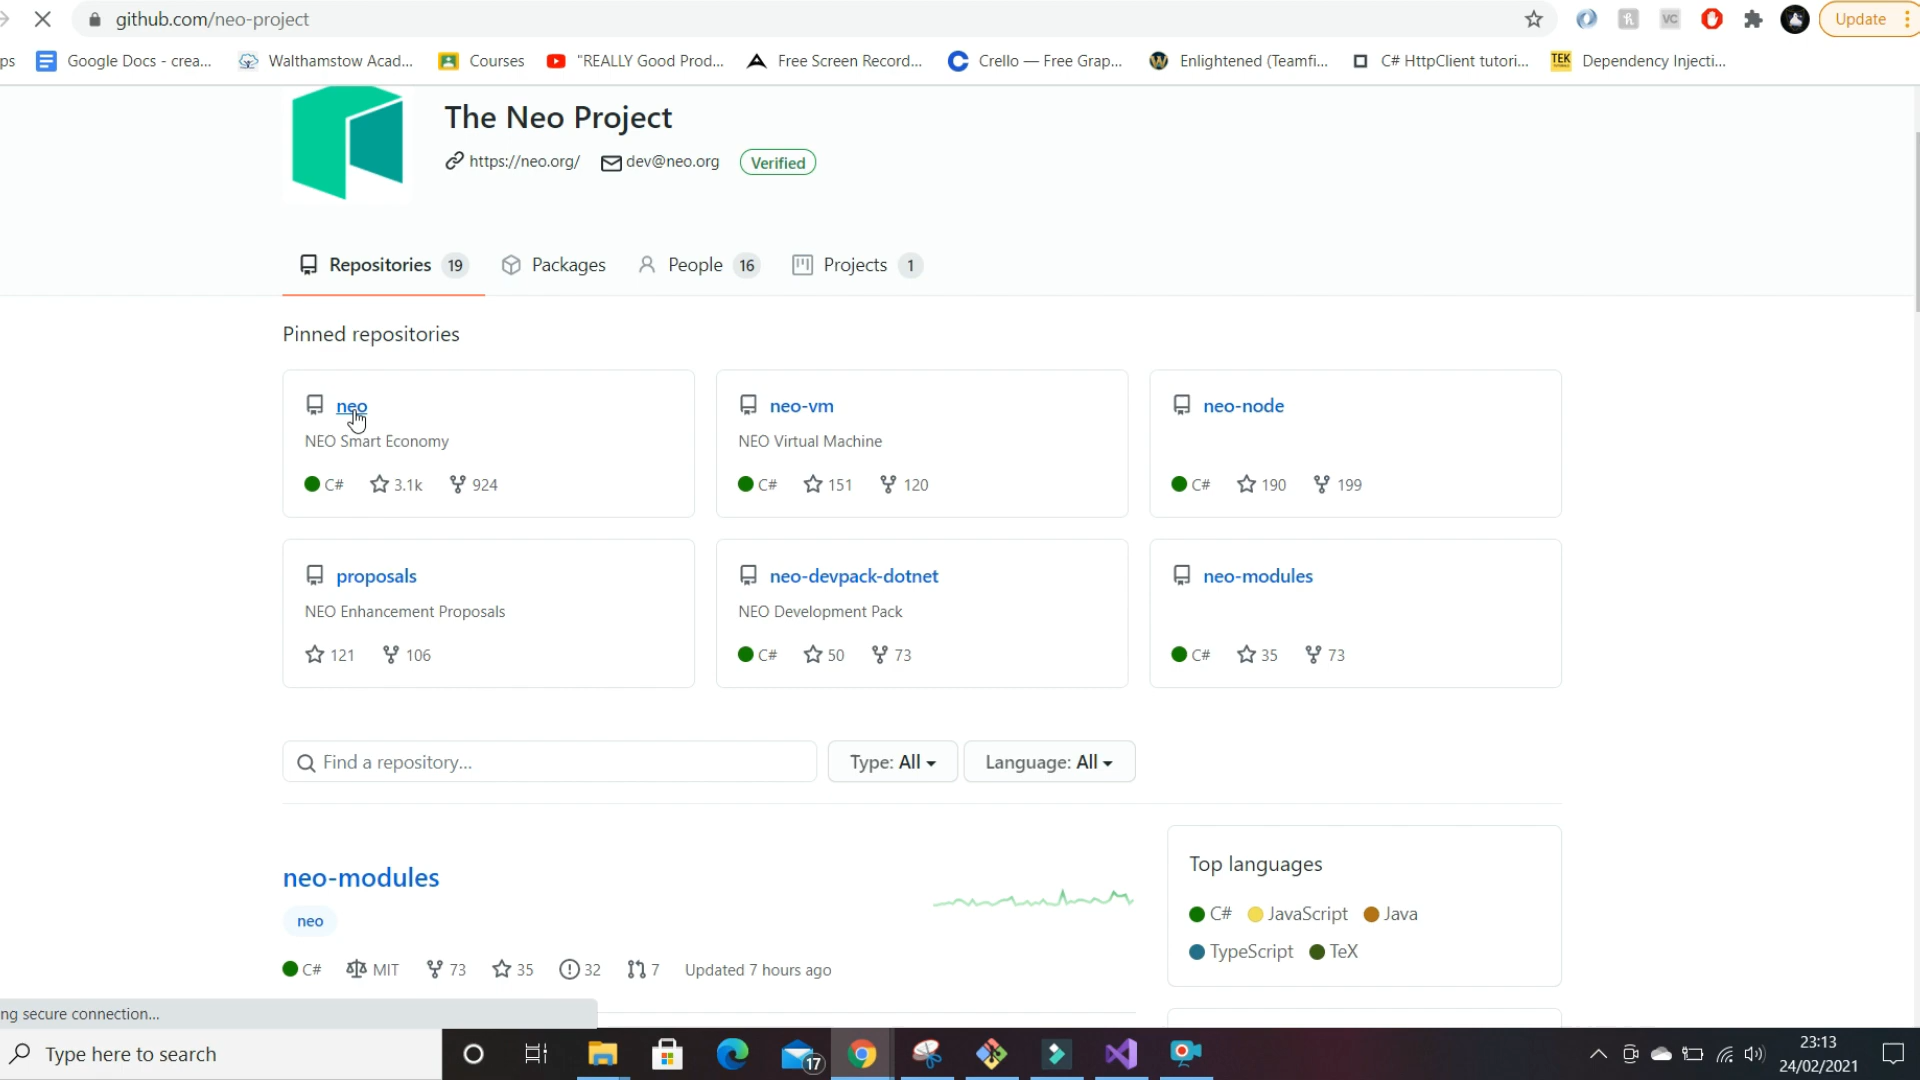 github.com/neo-project
Update
ps
Google Docs - crea...
Walthamstow Acad...
Courses
"REALLY Good Prod...
Free Screen Record...
Crello — Free Grap...
Enlightened (Teamfi...
C# HttpClient tutori...
TEK
Dependency Injecti...
The Neo Project
https://neo.org/
dev@neo.org
Verified
Repositories 19
Packages
People 16
Projects 1
Pinned repositories
neo
NEO Smart Economy
C# 3.1k 924
neo-vm
NEO Virtual Machine
C# 151 120
neo-node
C# 190 199
proposals
NEO Enhancement Proposals
121 106
neo-devpack-dotnet
NEO Development Pack
C# 50 73
neo-modules
C# 35 73
Find a repository...
Type: All
Language: All
neo-modules
neo
C# MIT 73 35 32 7 Updated 7 hours ago
Top languages
C# JavaScript Java
TypeScript TeX
ng secure connection...
Type here to search
17
23:13
24/02/2021